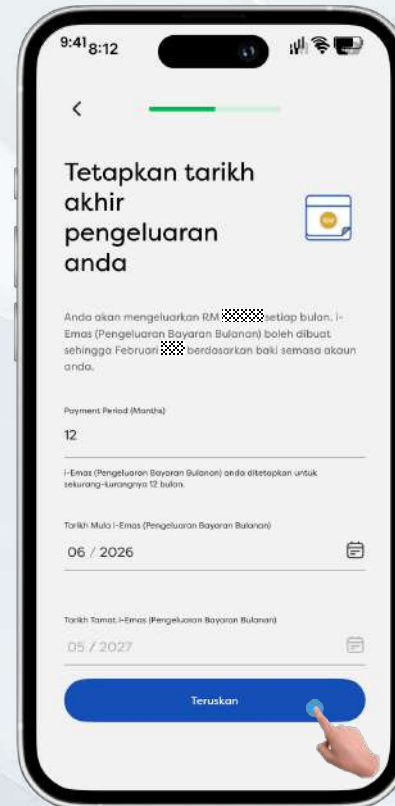 9:41 8:12
Tetapkan tarikh
akhir
pengeluaran
anda
RM
Anda akan mengeluarkan RM setiap bulan. i-
Emas (Pengeluaran Bayaran Bulanan) boleh dibuat
sehingga Februari berdasarkan baki semasa akaun
anda.
Payment Period (Months)
12
i-Emas (Pengeluaran Bayaran Bulanan) anda ditetapkan untuk
sekurang-kurangnya 12 bulan.
Tarikh Mula i-Emas (Pengeluaran Bayaran Bulanan)
06 / 2026
Tarikh Tamat i-Emas (Pengeluaran Bayaran Bulanan)
05 / 2027
Teruskan